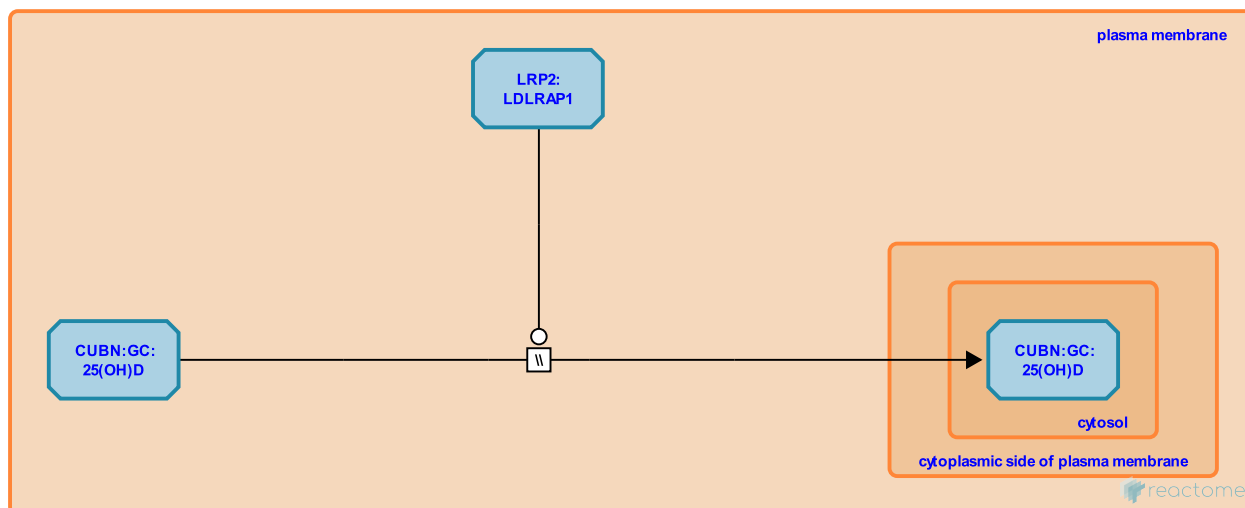 plasma membrane
LRP2:
LDLRAP1
CUBN:GC:
25(OH)D
\\
CUBN:GC:
25(OH)D
cytosol
cytoplasmic side of plasma membrane
reactome